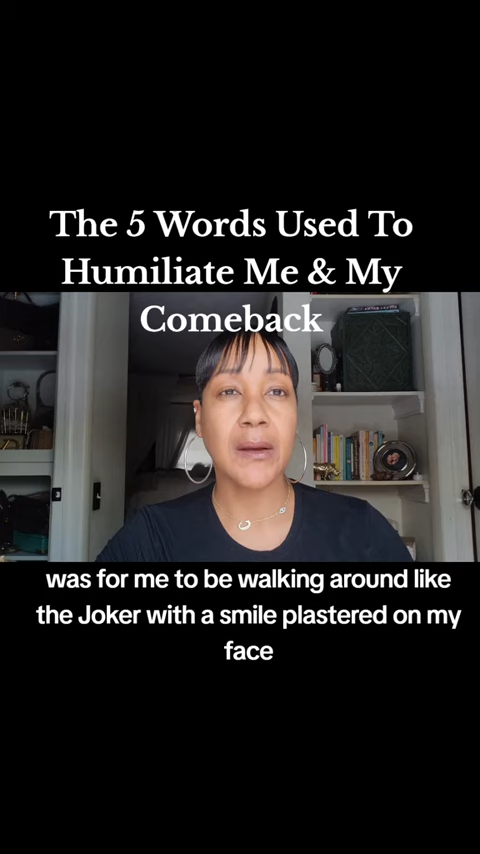 The 5 Words Used To
Humiliate Me & My
Comeback
was for me to be walking around like
the Joker with a smile plastered on my
face